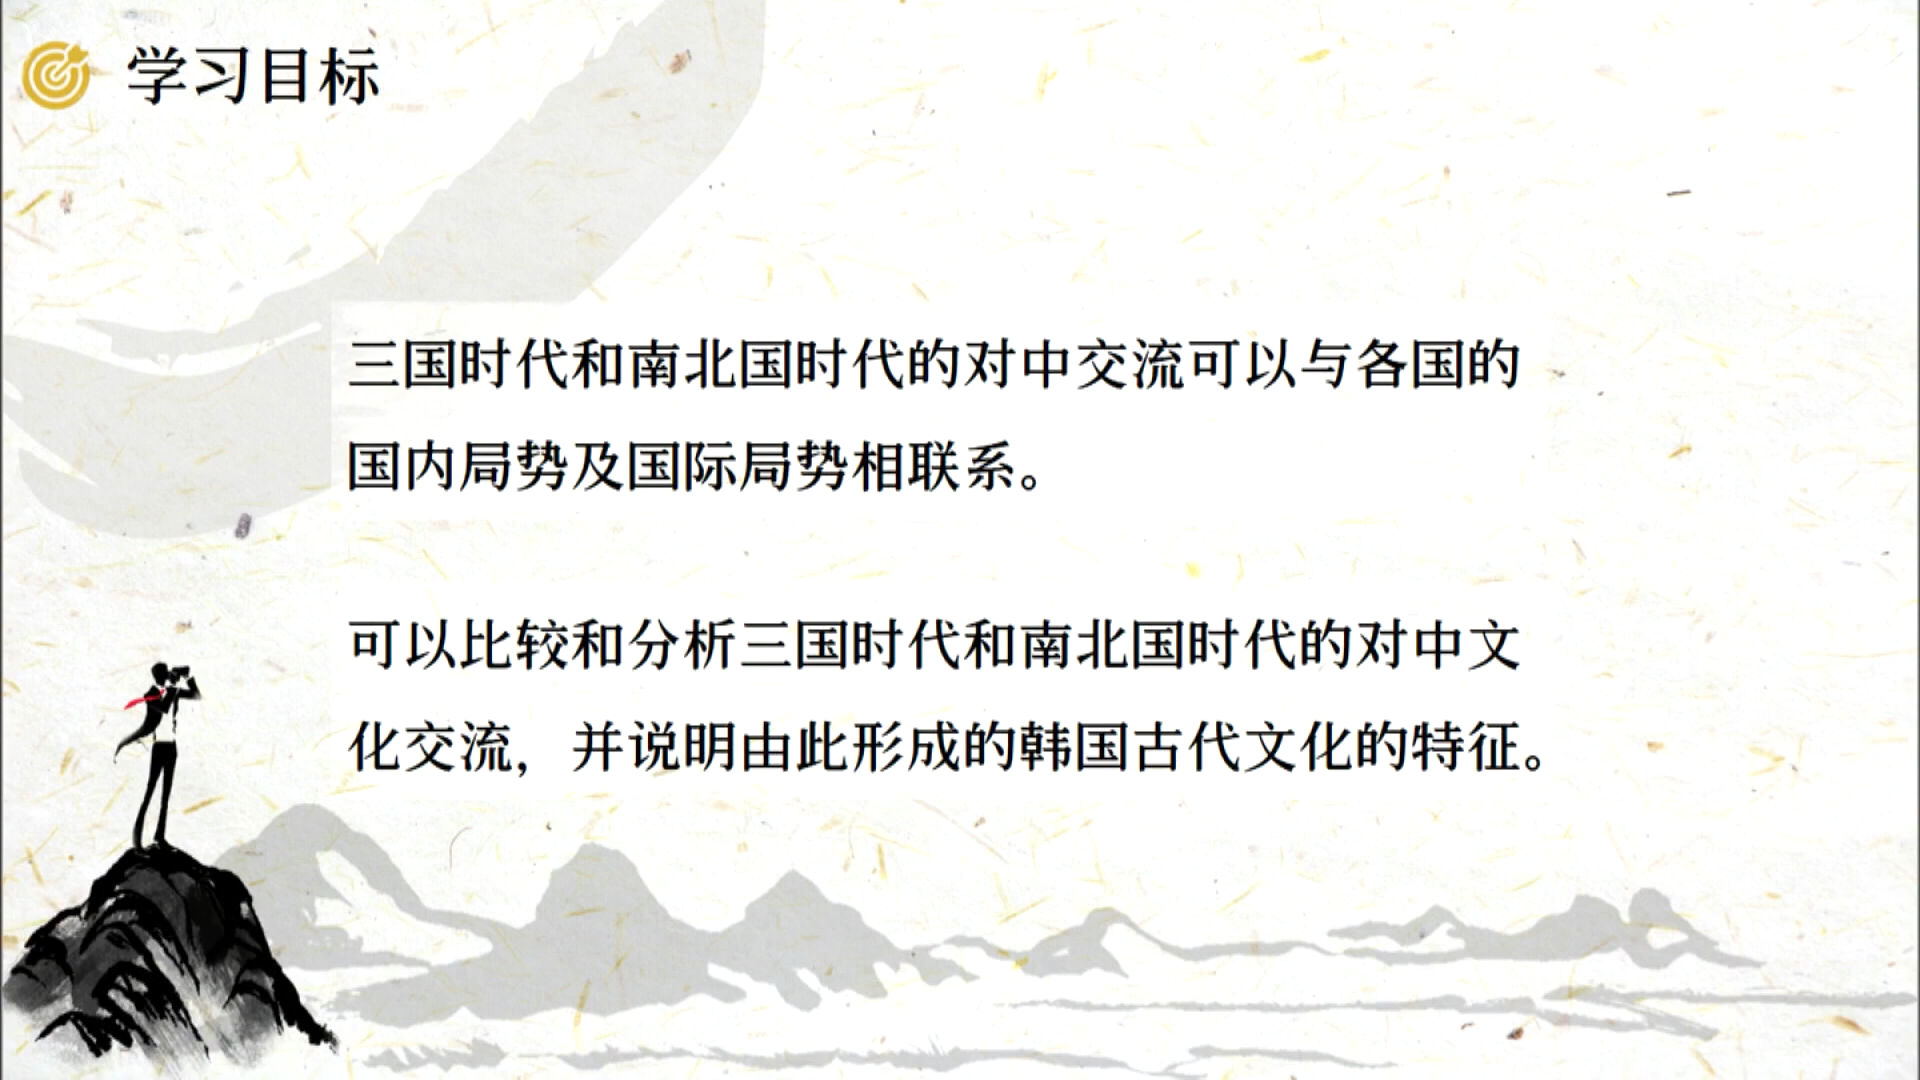 学习目标
三国时代和南北国时代的对中交流可以与各国的
国内局势及国际局势相联系。
可以比较和分析三国时代和南北国时代的对中文
化交流，并说明由此形成的韩国古代文化的特征。